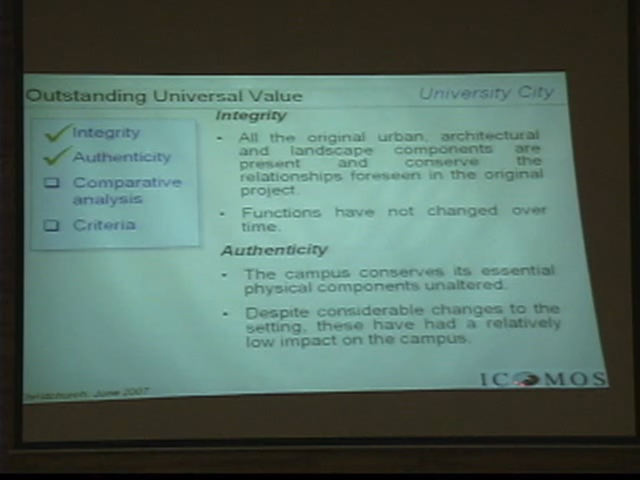 Outstanding Universal Value
University City
Integrity
Authenticity
Comparative
analysis
Criteria
Integrity
• All the original urban, architectural
and landscape components are
present and conserve the
relationships foreseen in the original
project.
• Functions have not changed over
time.
Authenticity
• The campus conserves its essential
physical components unaltered.
• Despite considerable changes to the
setting, these have had a relatively
low impact on the campus.
Christchurch, June 2007
ICOMOS